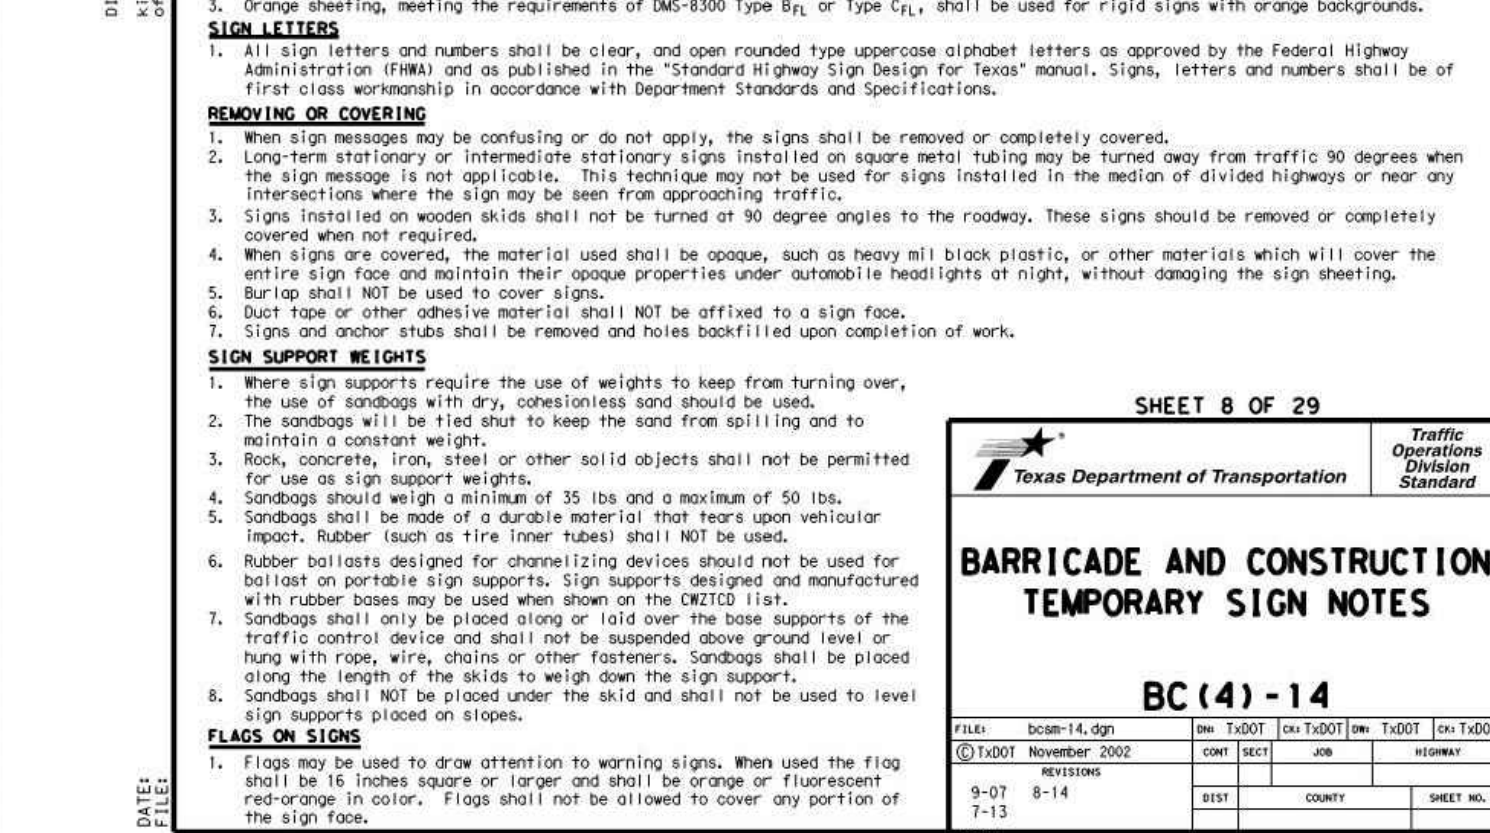 3. Orange sheeting, meeting the requirements of DMS-8300 Type BFL or Type CFL, shall be used for rigid signs with orange backgrounds.
SIGN LETTERS
1. All sign letters and numbers shall be clear, and open rounded type uppercase alphabet letters as approved by the Federal Highway
Administration (FHWA) and as published in the "Standard Highway Sign Design for Texas" manual. Signs, letters and numbers shall be of
first class workmanship in accordance with Department Standards and Specifications.
REMOVING OR COVERING
1. When sign messages may be confusing or do not apply, the signs shall be removed or completely covered.
2. Long-term stationary or intermediate stationary signs installed on square metal tubing may be turned away from traffic 90 degrees when
the sign message is not applicable. This technique may not be used for signs installed in the median of divided highways or near any
intersections where the sign may be seen from approaching traffic.
3. Signs installed on wooden skids shall not be turned at 90 degree angles to the roadway. These signs should be removed or completely
covered when not required.
4. When signs are covered, the material used shall be opaque, such as heavy mil black plastic, or other materials which will cover the
entire sign face and maintain their opaque properties under automobile headlights at night, without damaging the sign sheeting.
5. Burlap shall NOT be used to cover signs.
6. Duct tape or other adhesive material shall NOT be affixed to a sign face.
7. Signs and anchor stubs shall be removed and holes backfilled upon completion of work.
SIGN SUPPORT WEIGHTS
1. Where sign supports require the use of weights to keep from turning over,
the use of sandbags with dry, cohesionless sand should be used.
2. The sandbags will be tied shut to keep the sand from spilling and to
maintain a constant weight.
3. Rock, concrete, iron, steel or other solid objects shall not be permitted
for use as sign support weights.
4. Sandbags should weigh a minimum of 35 lbs and a maximum of 50 lbs.
5. Sandbags shall be made of a durable material that tears upon vehicular
impact. Rubber (such as tire inner tubes) shall NOT be used.
6. Rubber ballasts designed for channelizing devices should not be used for
ballast on portable sign supports. Sign supports designed and manufactured
with rubber bases may be used when shown on the CWZTCD list.
7. Sandbags shall only be placed along or laid over the base supports of the
traffic control device and shall not be suspended above ground level or
hung with rope, wire, chains or other fasteners. Sandbags shall be placed
along the length of the skids to weigh down the sign support.
8. Sandbags shall NOT be placed under the skid and shall not be used to level
sign supports placed on slopes.
FLAGS ON SIGNS
1. Flags may be used to draw attention to warning signs. When used the flag
shall be 16 inches square or larger and shall be orange or fluorescent
red-orange in color. Flags shall not be allowed to cover any portion of
the sign face.
SHEET 8 OF 29
Texas Department of Transportation
Traffic
Operations
Division
Standard
BARRICADE AND CONSTRUCTION
TEMPORARY SIGN NOTES
BC(4)-14
FILE: bcsm-14.dgn DN: TxDOT CK: TxDOT DW: TxDOT CK: TxDO
© TxDOT November 2002 CONT SECT JOB HIGHWAY
REVISIONS
9-07 8-14
7-13
DIST COUNTY SHEET NO.
DATE:
FILE: